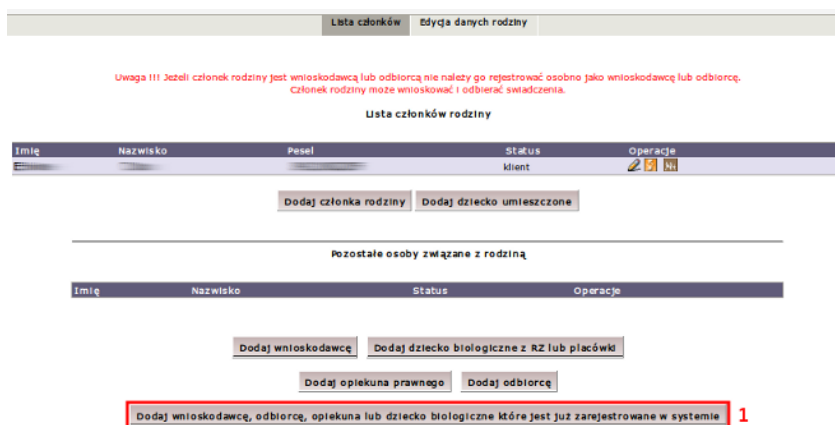 Lista członków Edycja danych rodziny
Uwaga !!! Jeżeli członek rodziny jest wnioskodawcą lub odbiorcą nie należy go rejestrować osobno jako wnioskodawcę lub odbiorcę.
Członek rodziny może wnioskować i odbierać świadczenia.
Lista członków rodziny
Imię Nazwisko Pesel Status Operacje
klient
Dodaj członka rodziny Dodaj dziecko umieszczone
Pozostałe osoby związane z rodziną
Imię Nazwisko Status Operacje
Dodaj wnioskodawcę Dodaj dziecko biologiczne z RZ lub placówki
Dodaj opiekuna prawnego Dodaj odbiorcę
Dodaj wnioskodawcę, odbiorcę, opiekuna lub dziecko biologiczne które jest już zarejestrowane w systemie 1